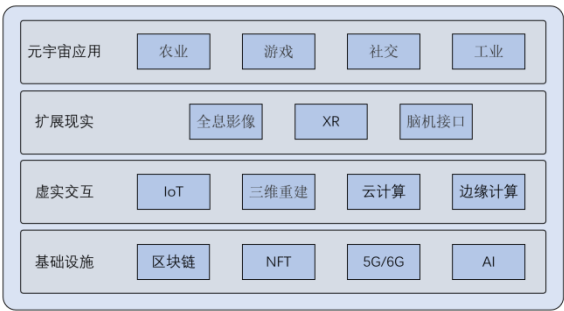 元宇宙应用 农业 游戏 社交 工业
扩展现实 全息影像 XR 脑机接口
虚实交互 IoT 三维重建 云计算 边缘计算
基础设施 区块链 NFT 5G/6G AI